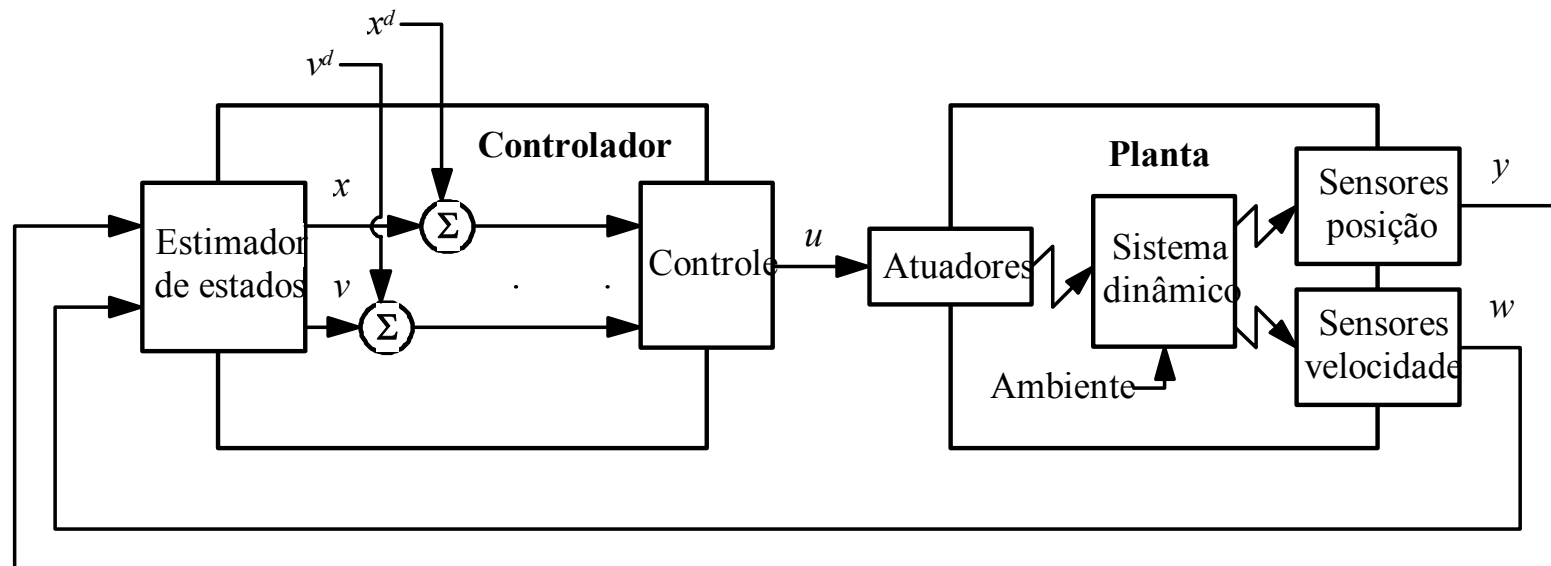 x^d
v^d
Controlador
Planta
x
Σ
Estimador
de estados
v
Σ
. .
Controle
u
Atuadores
Sistema
dinâmico
Ambiente
Sensores
posição
y
Sensores
velocidade
w